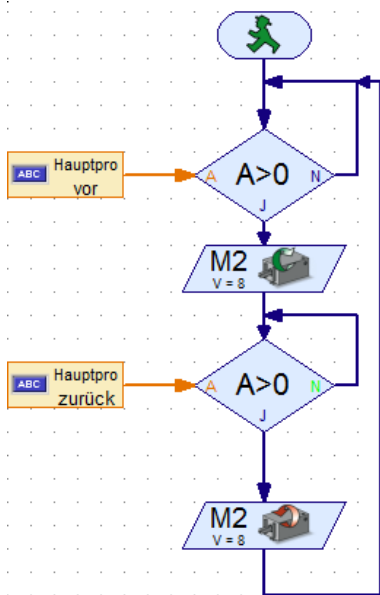 ABC Hauptpro
vor
A A>0 N
J
M2
V = 8
ABC Hauptpro
zurück
A A>0 N
J
M2
V = 8